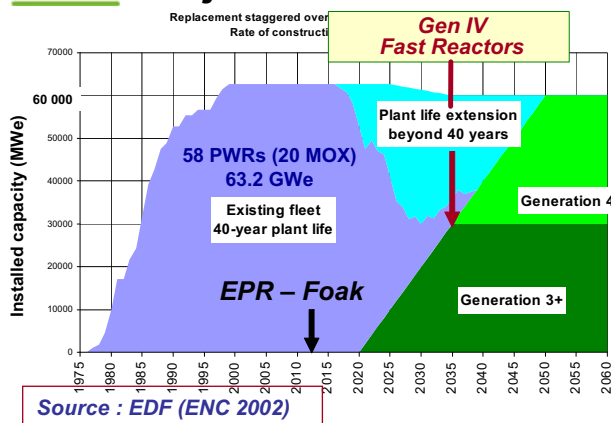 Replacement staggered over
Rate of constructi
Gen IV
Fast Reactors
Installed capacity (MWe)
70000
60 000
50000
40000
30000
20000
10000
0
Plant life extension
beyond 40 years
58 PWRs (20 MOX)
63.2 GWe
Existing fleet
40-year plant life
Generation 4
EPR – Foak
Generation 3+
1975 1980 1985 1990 1995 2000 2005 2010 2015 2020 2025 2030 2035 2040 2045 2050 2055 2060
Source : EDF (ENC 2002)